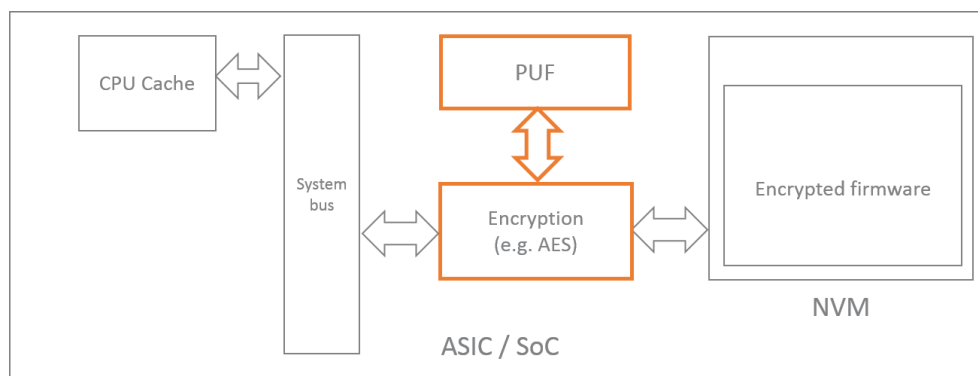 CPU Cache
System
bus
PUF
Encryption
(e.g. AES)
Encrypted firmware
NVM
ASIC / SoC